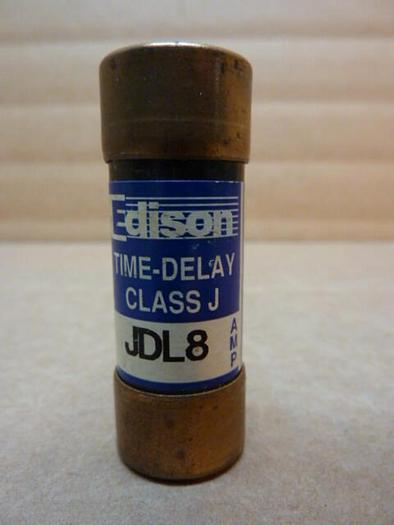 Edison
TIME-DELAY
CLASS J
JDL8
AMP